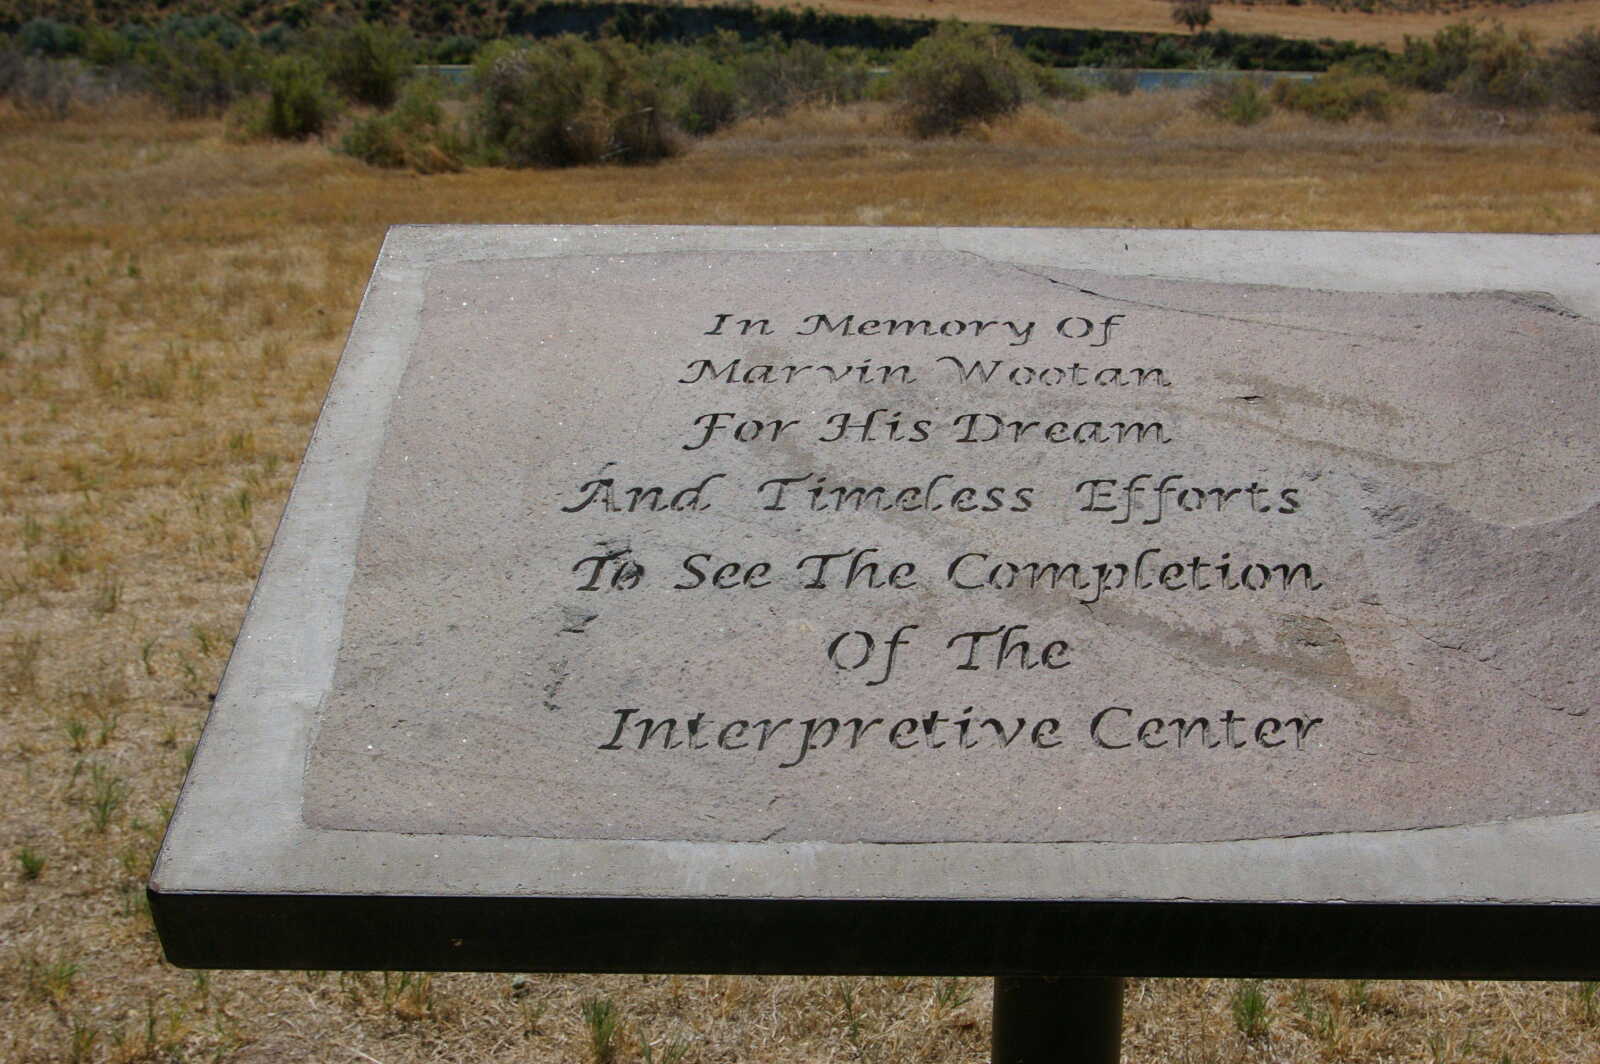 In Memory Of
Marvin Wootan
For His Dream
And Timeless Efforts
To See The Completion
Of The
Interpretive Center